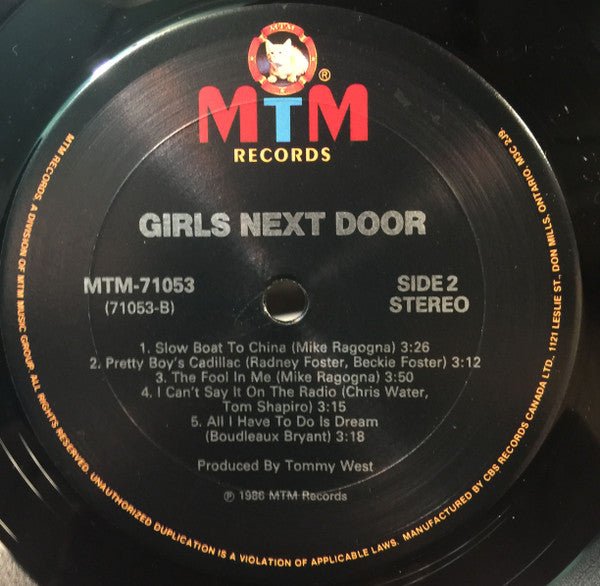 MTM
®
MTM
RECORDS
GIRLS NEXT DOOR
MTM-71053
(71053-B)
SIDE 2
STEREO
1. Slow Boat To China (Mike Ragogna) 3:26
2. Pretty Boy's Cadillac (Radney Foster, Beckie Foster) 3:12
3. The Fool In Me (Mike Ragogna) 3:50
4. I Can't Say It On The Radio (Chris Water,
Tom Shapiro) 3:15
5. All I Have To Do Is Dream
(Boudleaux Bryant) 3:18
Produced By Tommy West
℗ 1986 MTM Records
MTM RECORDS, A DIVISION OF MTM MUSIC GROUP. ALL RIGHTS RESERVED. UNAUTHORIZED DUPLICATION IS A VIOLATION OF APPLICABLE LAWS. MANUFACTURED BY CBS RECORDS CANADA LTD., 1121 LESLIE ST., DON MILLS, ONTARIO, M3C 2J9.